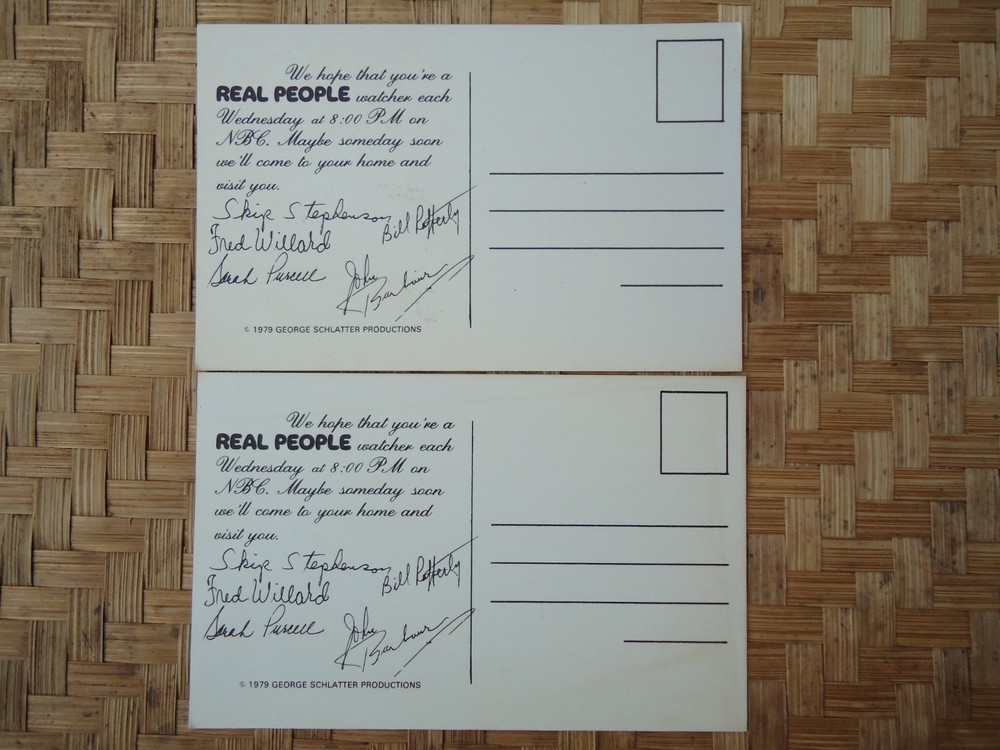 We hope that you're a
REAL PEOPLE watcher each
Wednesday at 8:00 PM on
NBC. Maybe someday soon
we'll come to your home and
visit you.
Skip Stephenson
Bill Rafferty
Fred Willard
Sarah Purcell
John Barbour
© 1979 GEORGE SCHLATTER PRODUCTIONS
We hope that you're a
REAL PEOPLE watcher each
Wednesday at 8:00 PM on
NBC. Maybe someday soon
we'll come to your home and
visit you.
Skip Stephenson
Bill Rafferty
Fred Willard
Sarah Purcell
John Barbour
© 1979 GEORGE SCHLATTER PRODUCTIONS